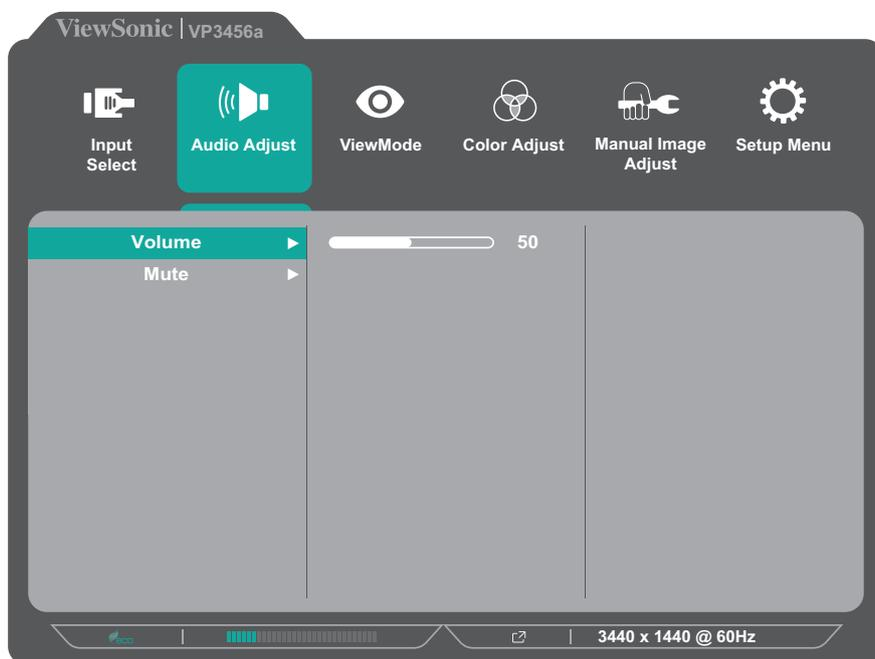 ViewSonic VP3456a
Input
Select
Audio Adjust
ViewMode
Color Adjust
Manual Image
Adjust
Setup Menu
Volume
50
Mute
eco
3440 x 1440 @ 60Hz